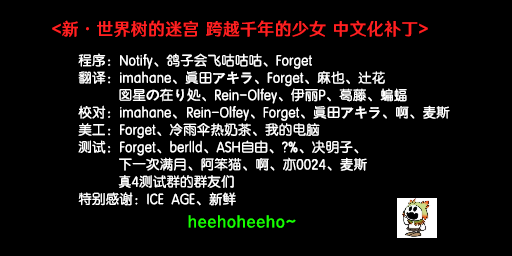 <新·世界树的迷宫 跨越千年的少女 中文化补丁>
程序：Notify、鸽子会飞咕咕咕、Forget
翻译：imahane、眞田アキラ、Forget、麻也、辻花
図星の在り処、Rein-Olfey、伊丽P、葛藤、蝙蝠
校对：imahane、Rein-Olfey、Forget、眞田アキラ、啊、麦斯
美工：Forget、冷雨伞热奶茶、我的电脑
测试：Forget、berlld、ASH自由、?%、决明子、
下一次满月、阿笨猫、啊、亦0024、麦斯
真4测试群的群友们
特别感谢：ICE AGE、新鲜
heehoheeho~